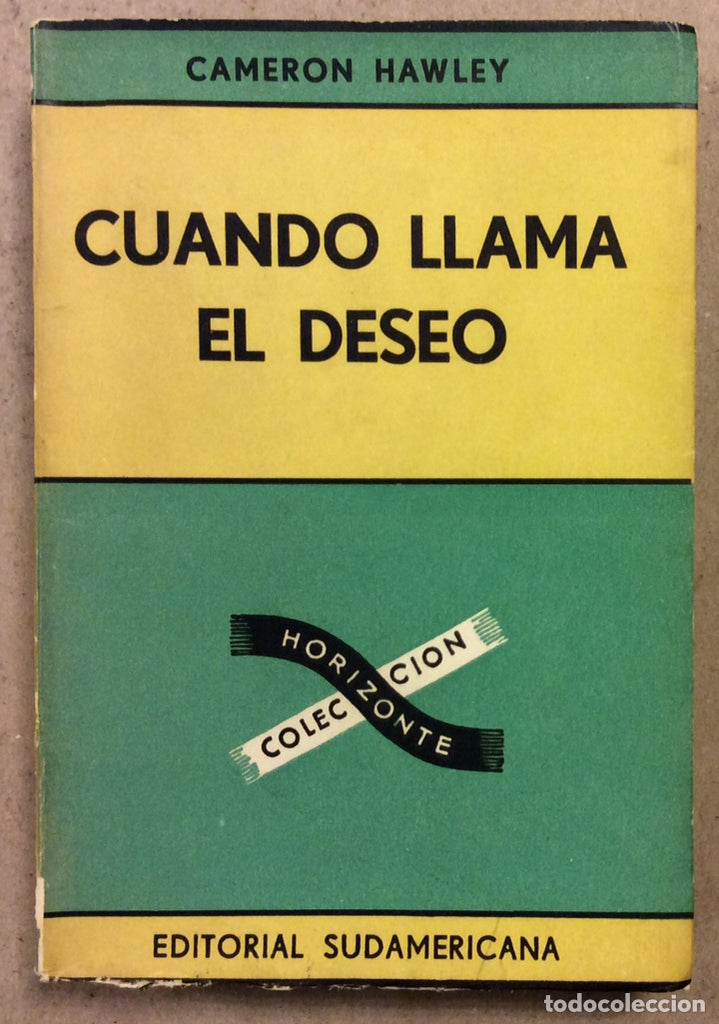 CAMERON HAWLEY
CUANDO LLAMA
EL DESEO
HORIZONTE
COLECCION
EDITORIAL SUDAMERICANA
todocoleccion